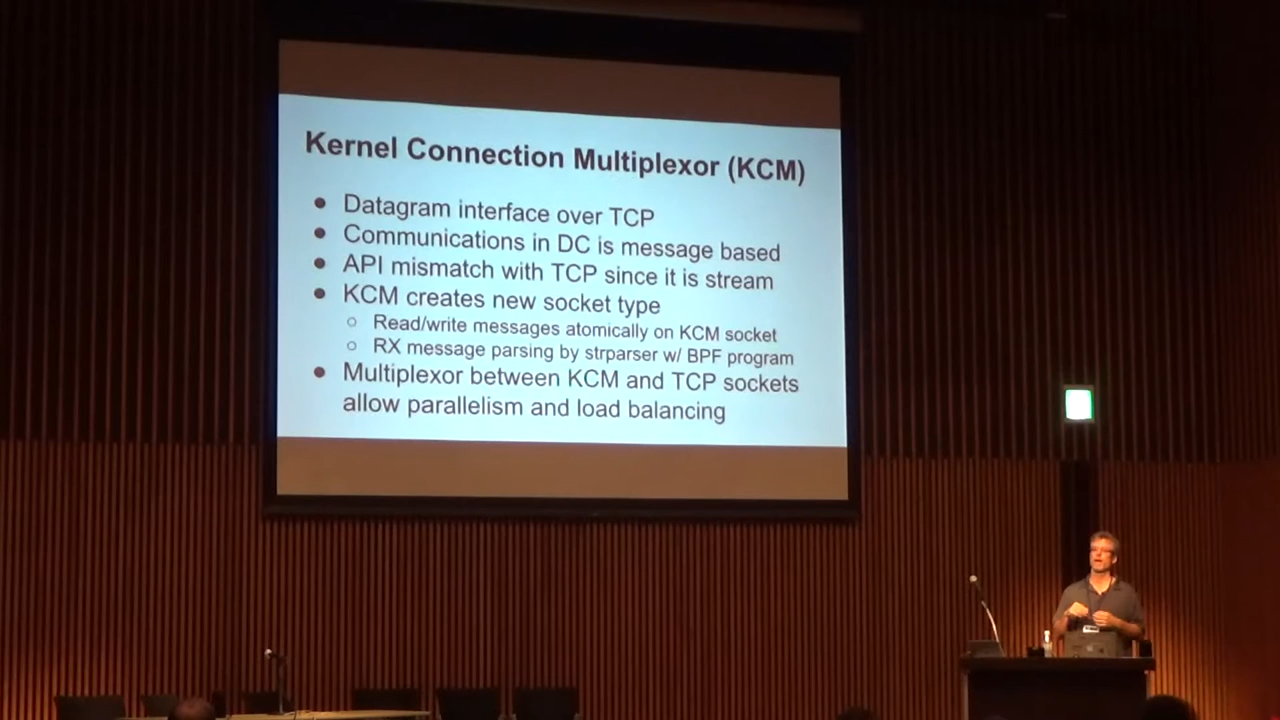 Kernel Connection Multiplexor (KCM)
● Datagram interface over TCP
● Communications in DC is message based
● API mismatch with TCP since it is stream
● KCM creates new socket type
○ Read/write messages atomically on KCM socket
○ RX message parsing by strparser w/ BPF program
● Multiplexor between KCM and TCP sockets
allow parallelism and load balancing